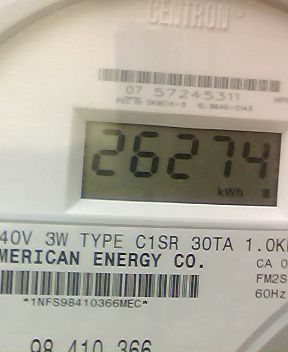 CENTRON®
07 57245311
26274
kWh
40V 3W TYPE C1SR 30TA 1.0K
MERICAN ENERGY CO.
CA 0
FM2S
60Hz
*1NFS98410366MEC*
98 410 366